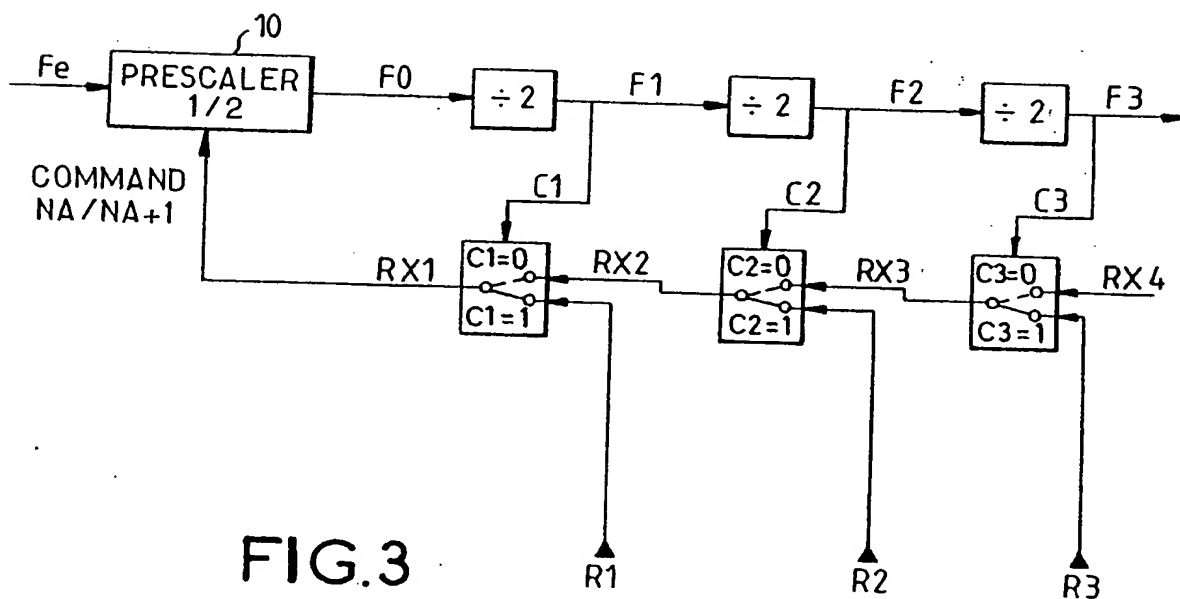 10
Fe
PRESCALER
1/2
F0
÷ 2
F1
÷ 2
F2
÷ 2
F3
COMMAND
NA/NA+1
C1
C2
C3
RX1
C1=0
C1=1
RX2
C2=0
C2=1
RX3
C3=0
C3=1
RX4
FIG.3
R1
R2
R3